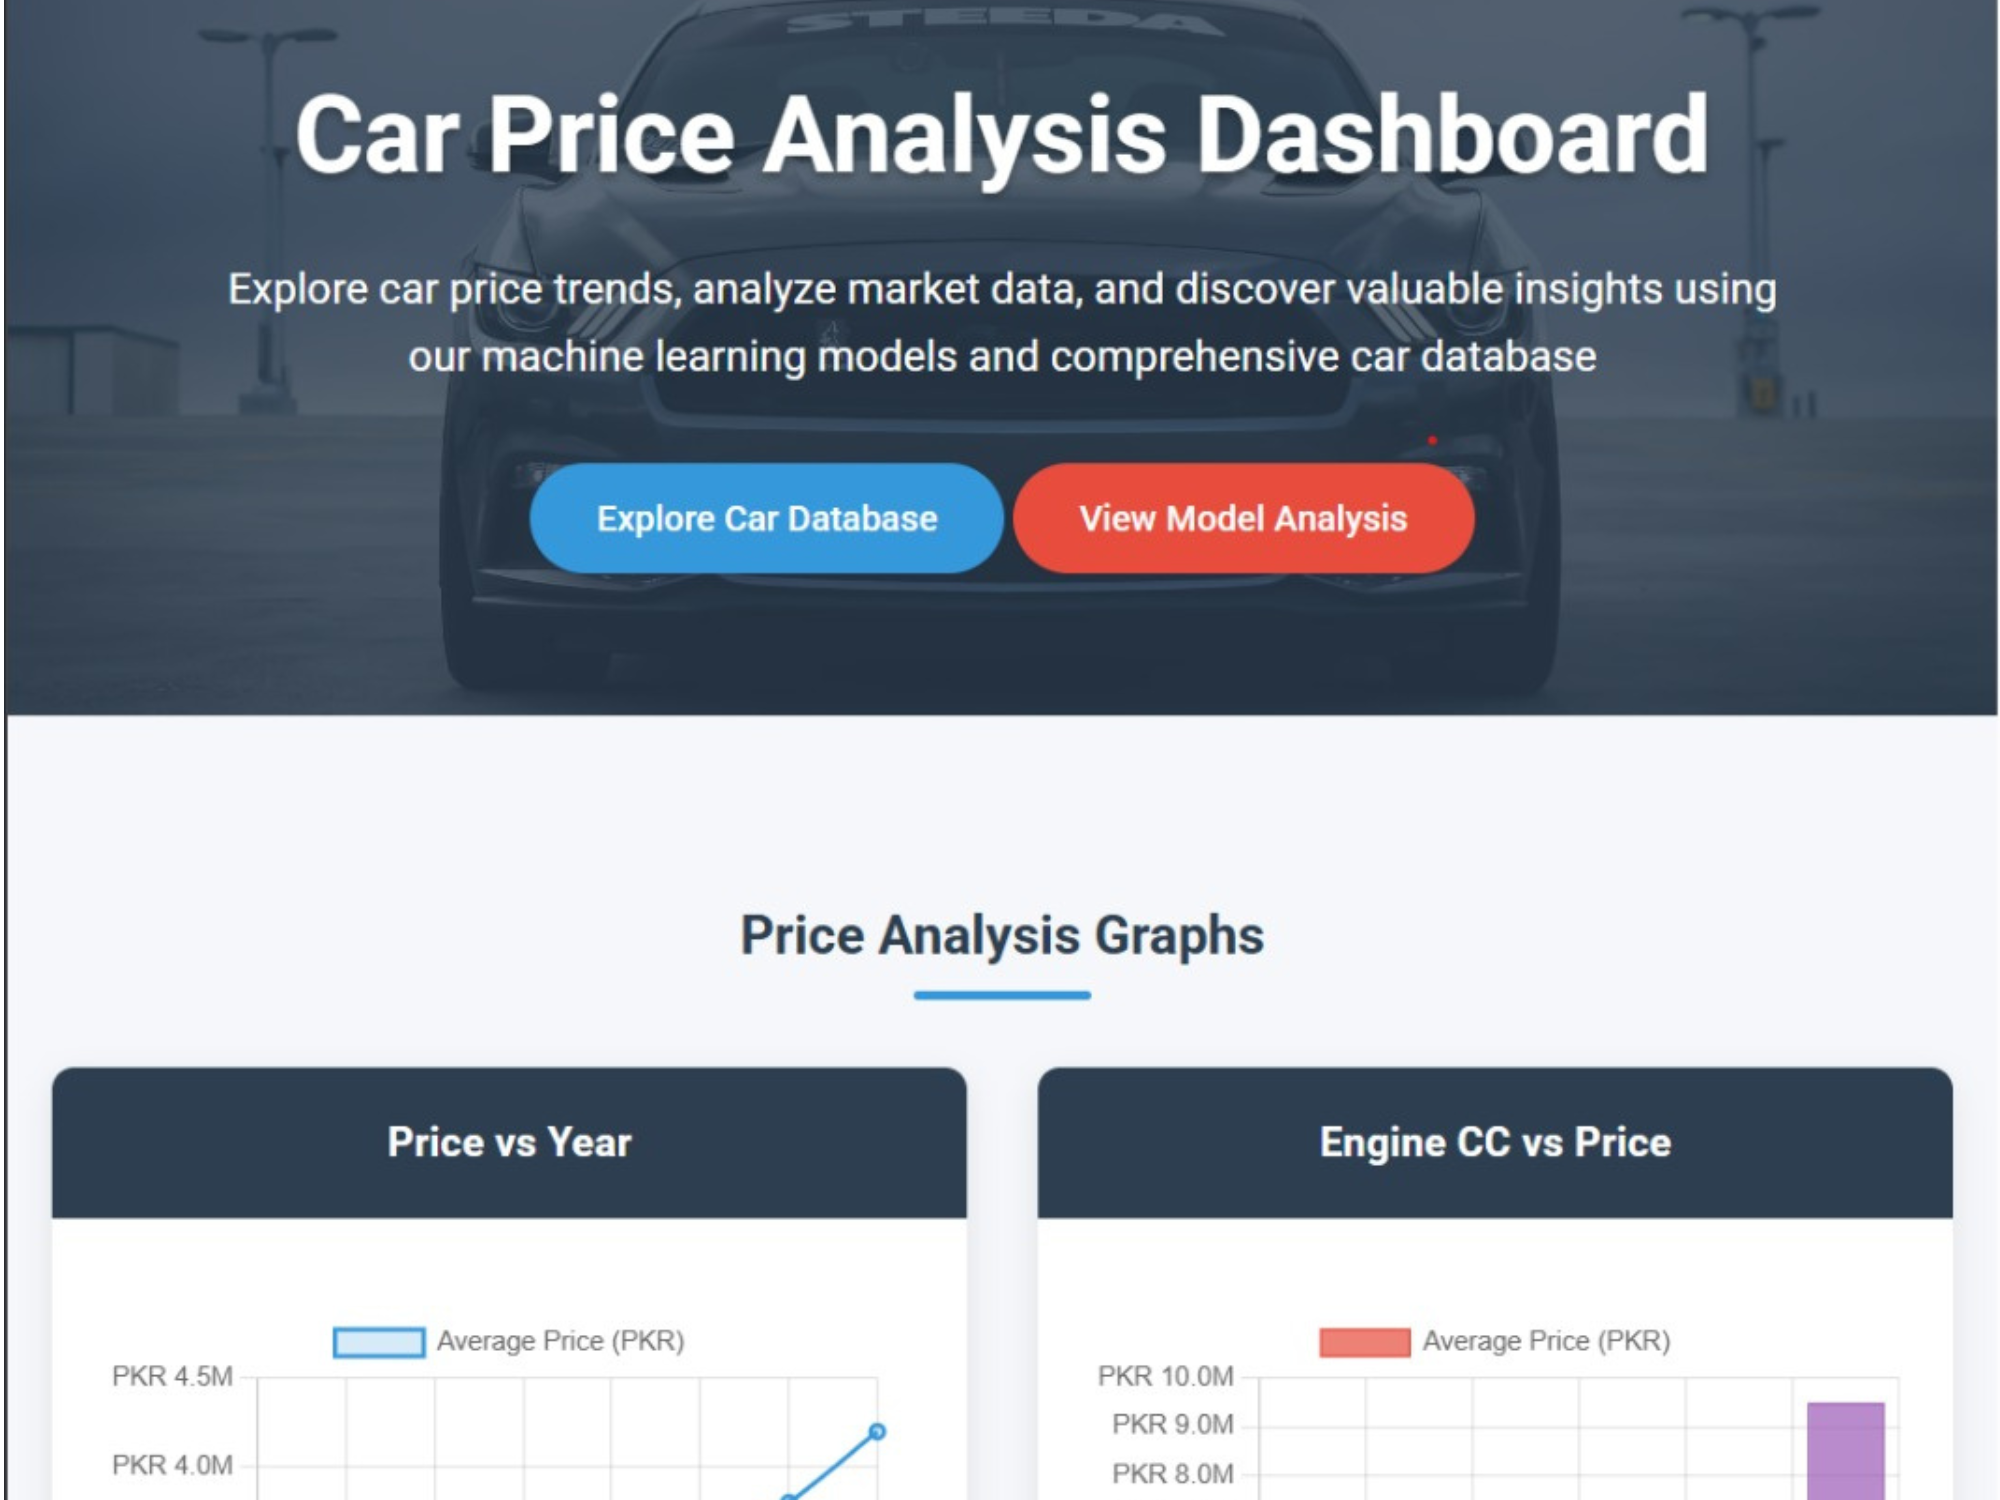 STEEDA
Car Price Analysis Dashboard
Explore car price trends, analyze market data, and discover valuable insights using
our machine learning models and comprehensive car database
Explore Car Database
View Model Analysis
Price Analysis Graphs
Price vs Year
Average Price (PKR)
PKR 4.5M
PKR 4.0M
Engine CC vs Price
Average Price (PKR)
PKR 10.0M
PKR 9.0M
PKR 8.0M